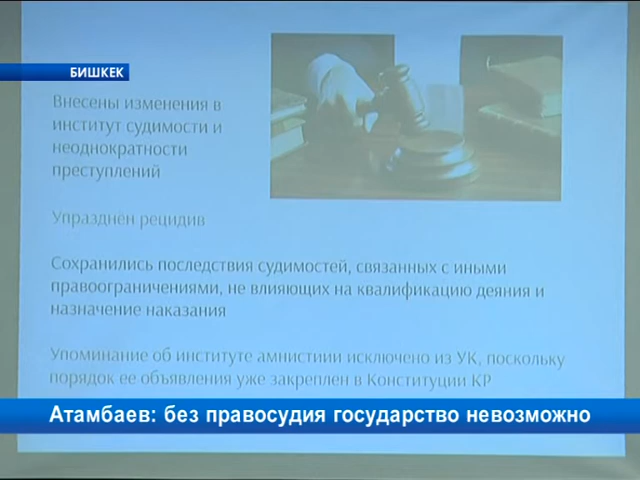 БИШКЕК
Внесены изменения в
институт судимости и
неоднократности
преступлений
Упразднён рецидив
Сохранились последствия судимостей, связанных с иными
правоограничениями, не влияющих на квалификацию деяния и
назначение наказания
Упоминание об институте амнистиии исключено из УК, поскольку
порядок ее объявления уже закреплён в Конституции КР
Атамбаев: без правосудия государство невозможно